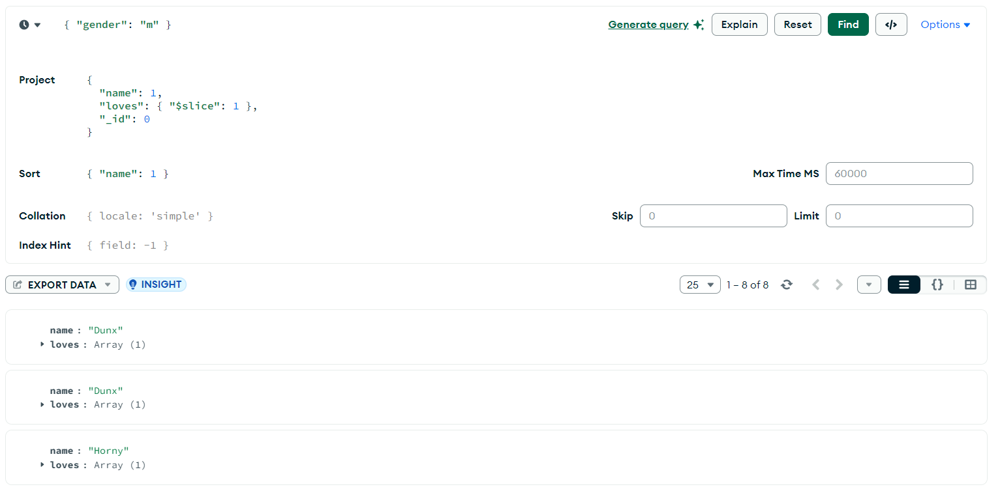 { "gender": "m" }
Generate query Explain Reset Find </> Options
Project {
"name": 1,
"loves": { "$slice": 1 },
"_id": 0
}
Sort { "name": 1 }
Max Time MS 60000
Collation { locale: 'simple' }
Skip 0 Limit 0
Index Hint { field: -1 }
EXPORT DATA INSIGHT 25 1 – 8 of 8 {}
name : "Dunx"
loves : Array (1)
name : "Dunx"
loves : Array (1)
name : "Horny"
loves : Array (1)